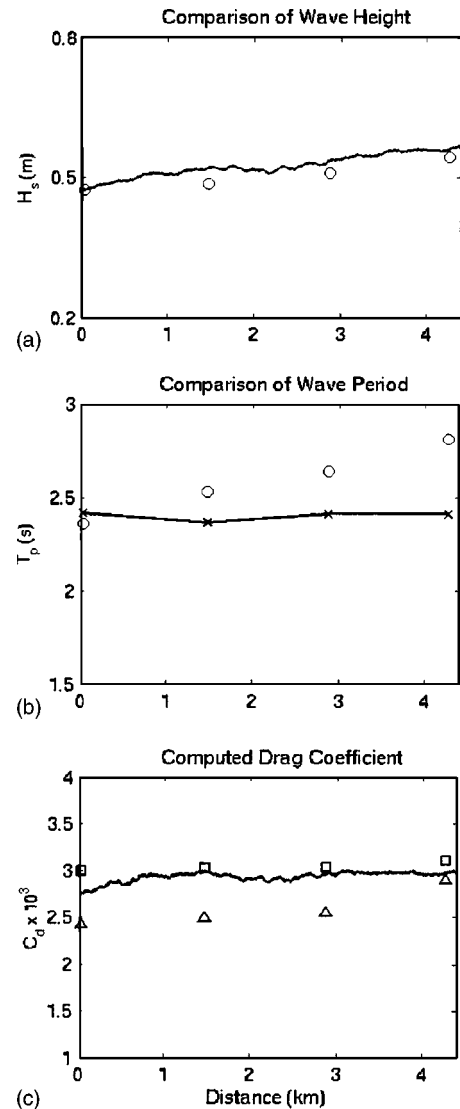 Comparison of Wave Height
0.8
0.5
0.2
H_s (m)
0 1 2 3 4
(a)
Comparison of Wave Period
3
2.5
2
1.5
T_p (s)
0 1 2 3 4
(b)
Computed Drag Coefficient
4
3.5
3
2.5
2
1.5
1
C_d x 10^3
0 1 2 3 4
Distance (km)
(c)